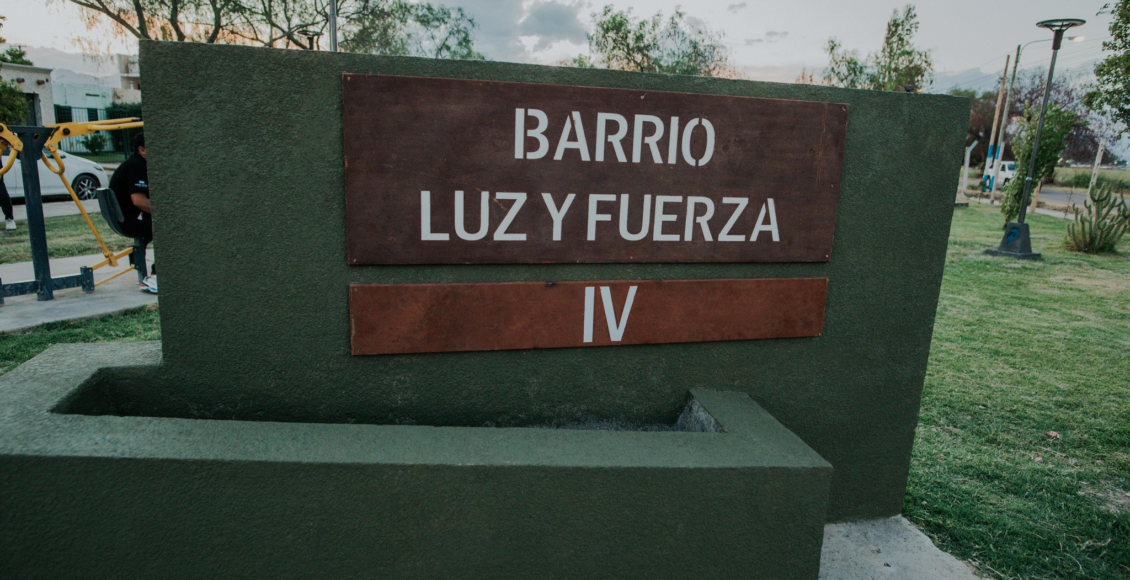 BARRIO
LUZ Y FUERZA
IV